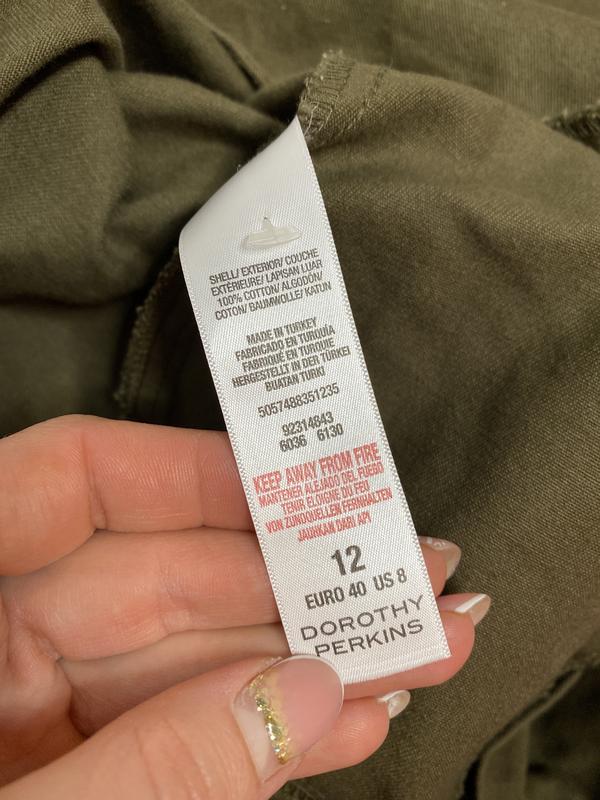 SHELL/ EXTERIOR/ COUCHE
EXTÉRIEURE/ LAPISAN LUAR
100% COTTON/ ALGODÓN/
COTON/ BAUMWOLLE/ KATUN
MADE IN TURKEY
FABRICADO EN TURQUÍA
FABRIQUÉ EN TURQUIE
HERGESTELLT IN DER TÜRKEI
BUATAN TURKI
5057488351235
92314843
6036 6130
KEEP AWAY FROM FIRE
MANTENER ALEJADO DEL FUEGO
TENIR ÉLOIGNE DU FEU
VON ZUNDQUELLEN FERNHALTEN
JAUHKAN DARI API
12
EURO 40 US 8
DOROTHY
PERKINS